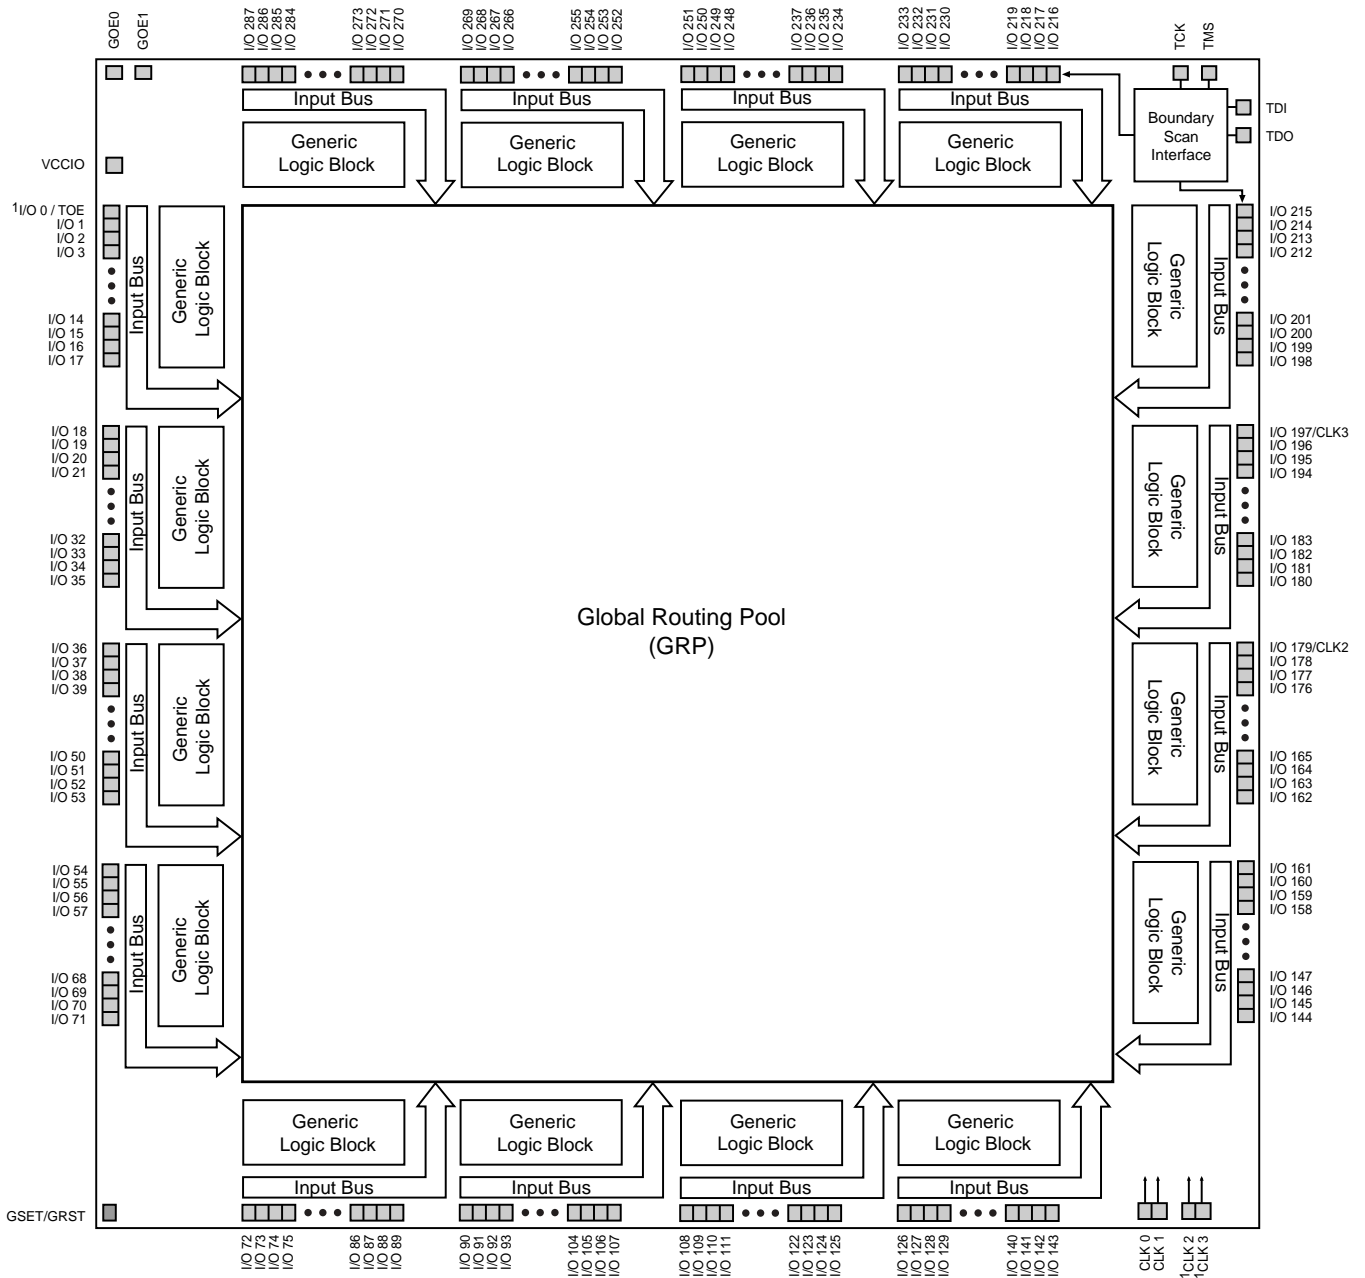 GOE0
GOE1
I/O 287
I/O 286
I/O 285
I/O 284
I/O 273
I/O 272
I/O 271
I/O 270
I/O 269
I/O 268
I/O 267
I/O 266
I/O 255
I/O 254
I/O 253
I/O 252
I/O 251
I/O 250
I/O 249
I/O 248
I/O 237
I/O 236
I/O 235
I/O 234
I/O 233
I/O 232
I/O 231
I/O 230
I/O 219
I/O 218
I/O 217
I/O 216
TCK
TMS
Input Bus
Input Bus
Input Bus
Input Bus
TDI
TDO
Boundary
Scan
Interface
Generic
Logic Block
Generic
Logic Block
Generic
Logic Block
Generic
Logic Block
VCCIO
1I/O 0 / TOE
I/O 1
I/O 2
I/O 3
I/O 14
I/O 15
I/O 16
I/O 17
Input Bus
Generic
Logic Block
Generic
Logic Block
Input Bus
I/O 215
I/O 214
I/O 213
I/O 212
I/O 201
I/O 200
I/O 199
I/O 198
I/O 18
I/O 19
I/O 20
I/O 21
I/O 32
I/O 33
I/O 34
I/O 35
Input Bus
Generic
Logic Block
Generic
Logic Block
Input Bus
I/O 197/CLK3
I/O 196
I/O 195
I/O 194
I/O 183
I/O 182
I/O 181
I/O 180
Global Routing Pool
(GRP)
I/O 36
I/O 37
I/O 38
I/O 39
I/O 50
I/O 51
I/O 52
I/O 53
Input Bus
Generic
Logic Block
Generic
Logic Block
Input Bus
I/O 179/CLK2
I/O 178
I/O 177
I/O 176
I/O 165
I/O 164
I/O 163
I/O 162
I/O 54
I/O 55
I/O 56
I/O 57
I/O 68
I/O 69
I/O 70
I/O 71
Input Bus
Generic
Logic Block
Generic
Logic Block
Input Bus
I/O 161
I/O 160
I/O 159
I/O 158
I/O 147
I/O 146
I/O 145
I/O 144
Generic
Logic Block
Generic
Logic Block
Generic
Logic Block
Generic
Logic Block
Input Bus
Input Bus
Input Bus
Input Bus
GSET/GRST
I/O 72
I/O 73
I/O 74
I/O 75
I/O 86
I/O 87
I/O 88
I/O 89
I/O 90
I/O 91
I/O 92
I/O 93
I/O 104
I/O 105
I/O 106
I/O 107
I/O 108
I/O 109
I/O 110
I/O 111
I/O 122
I/O 123
I/O 124
I/O 125
I/O 126
I/O 127
I/O 128
I/O 129
I/O 140
I/O 141
I/O 142
I/O 143
CLK 0
CLK 1
1CLK 2
1CLK 3